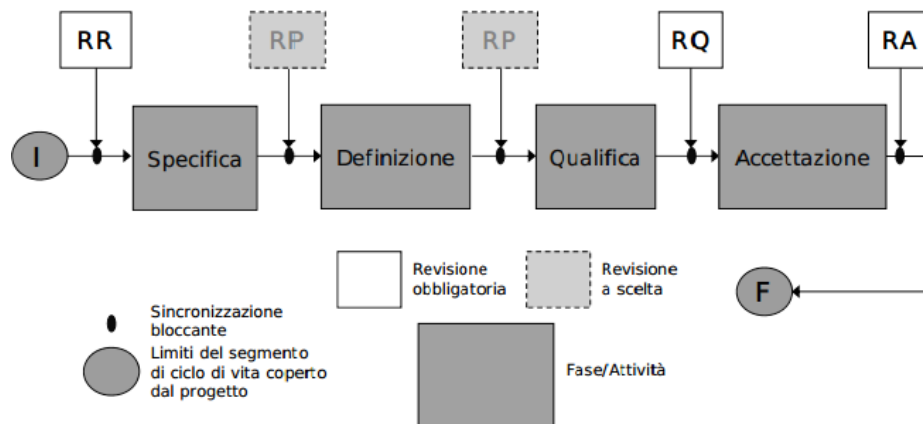 RR
RP
RP
RQ
RA
I
Specifica
Definizione
Qualifica
Accettazione
Revisione
obbligatoria
Revisione
a scelta
F
Sincronizzazione
bloccante
Limiti del segmento
di ciclo di vita coperto
dal progetto
Fase/Attività